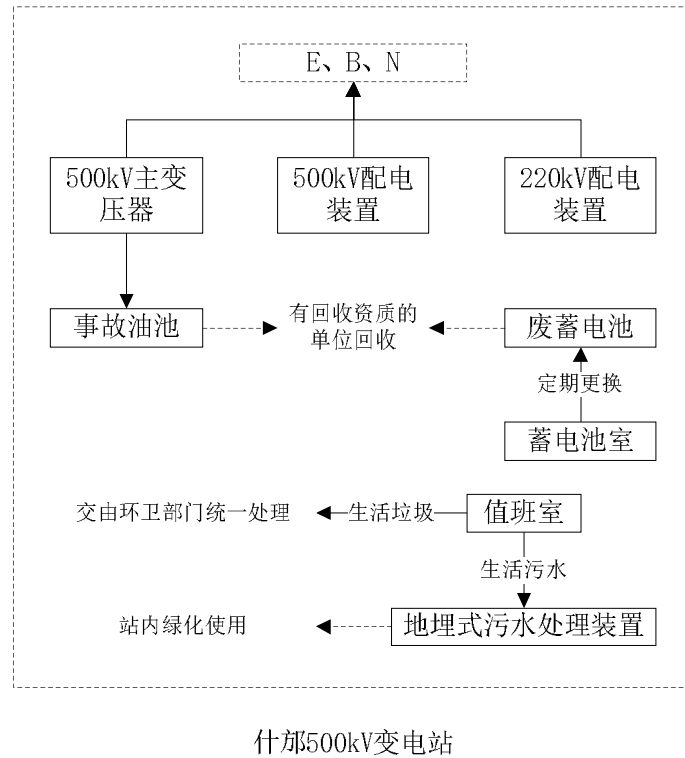 E、B、N
500kV主变
压器
500kV配电
装置
220kV配电
装置
事故油池
有回收资质的
单位回收
废蓄电池
定期更换
蓄电池室
交由环卫部门统一处理
生活垃圾
值班室
生活污水
站内绿化使用
地埋式污水处理装置
什邡500kV变电站